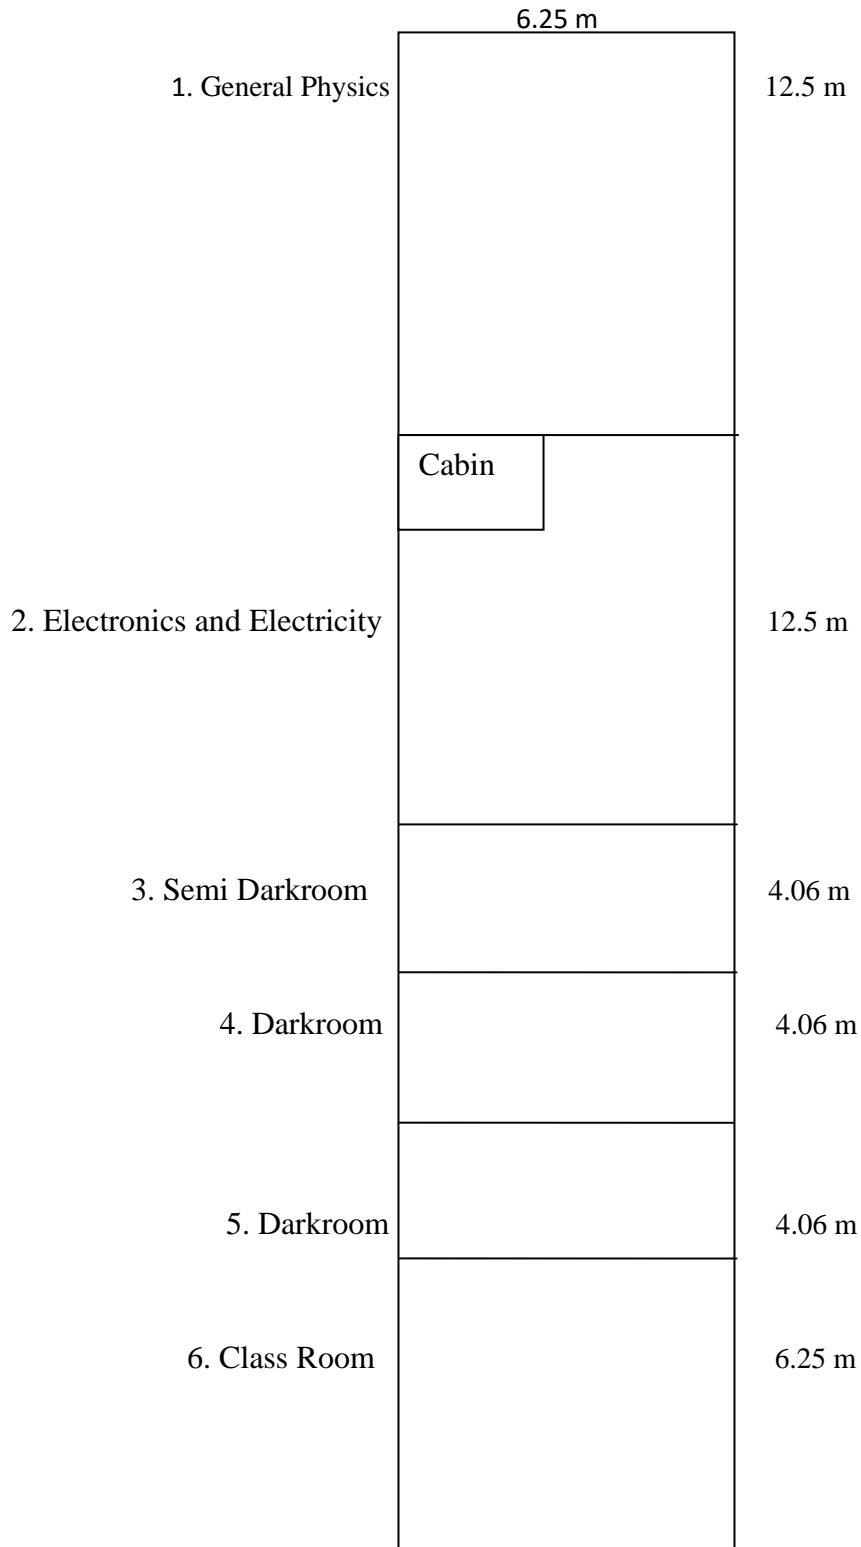 6.25 m
1. General Physics 12.5 m
Cabin
2. Electronics and Electricity 12.5 m
3. Semi Darkroom 4.06 m
4. Darkroom 4.06 m
5. Darkroom 4.06 m
6. Class Room 6.25 m